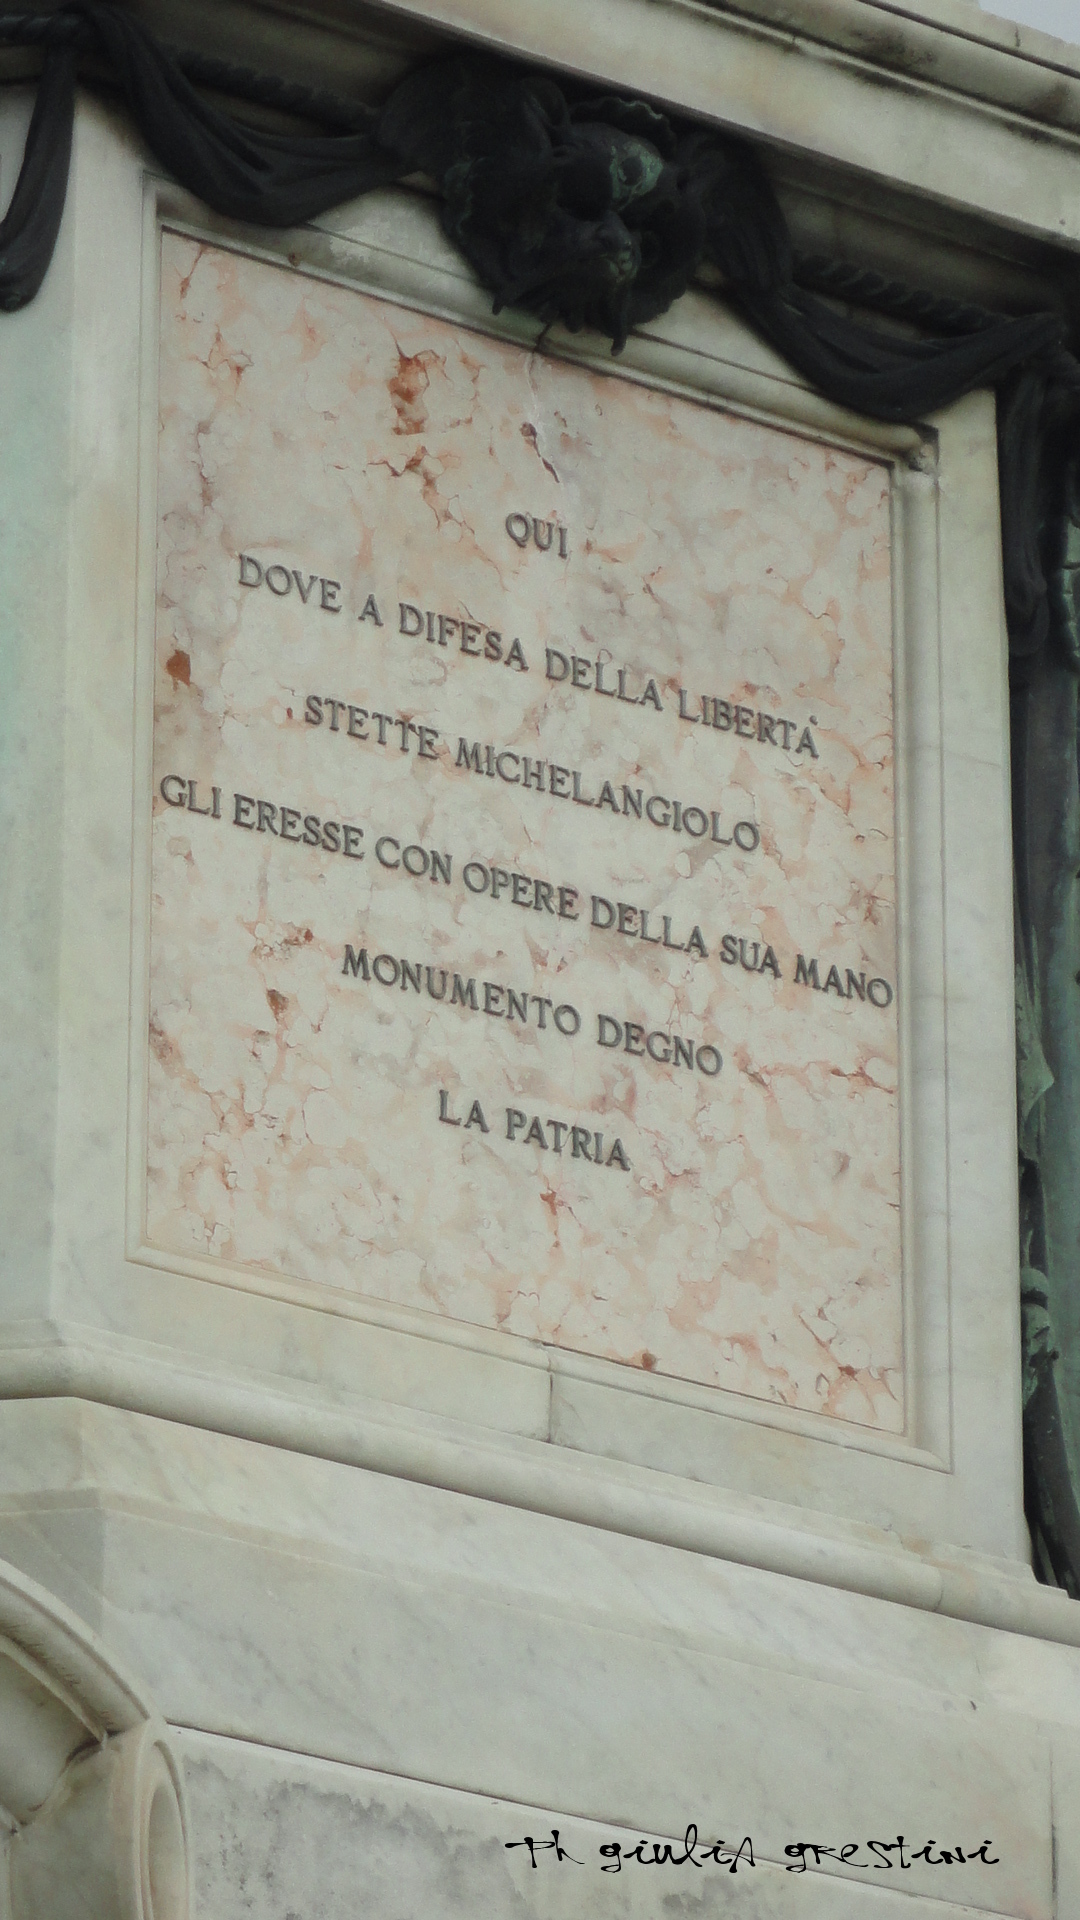 QUI
DOVE A DIFESA DELLA LIBERTÀ
STETTE MICHELANGIOLO
GLI ERESSE CON OPERE DELLA SUA MANO
MONUMENTO DEGNO
LA PATRIA
Ph giuliA grestini